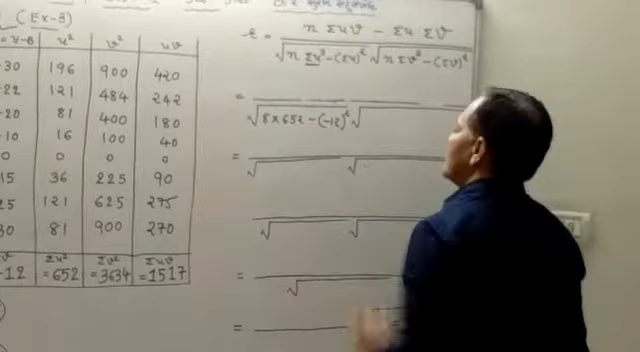 (Ex-3)
= y-B u² v² uv
-30 196 900 420
-22 121 484 242
-20 81 400 180
-10 16 100 40
0 0 0 0
15 36 225 90
25 121 625 275
30 81 900 270
Σv Σu² Σv² Σuv
-12 =652 =3634 =1517
r = n Σuv - Σu Σv
√n Σu²-(Σu)² √n Σv²-(Σv)²
=
√8×652-(-12)² √
=
√ √
√ √
=
√
=